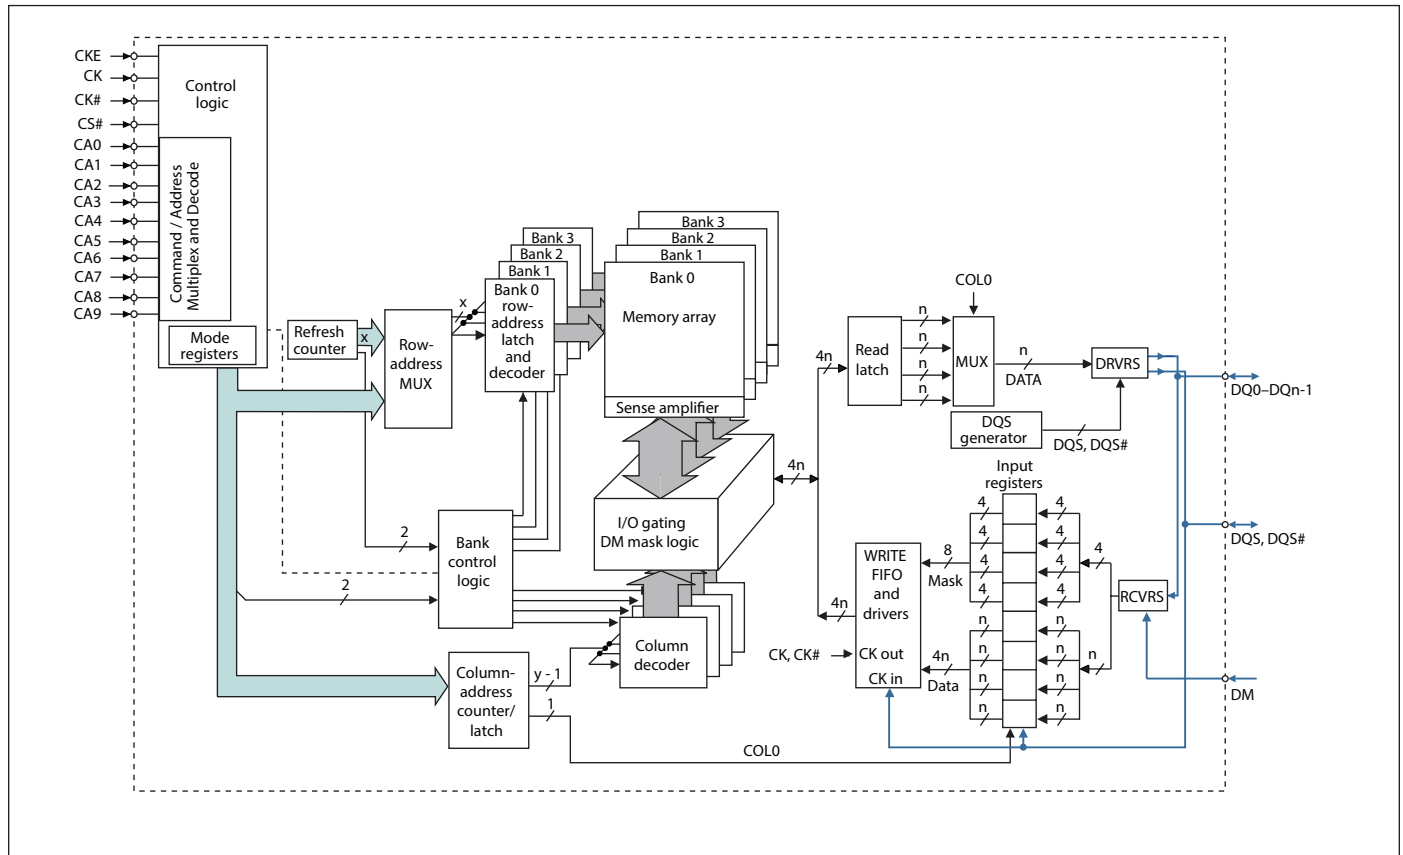 CKE
CK
CK#
CS#
CA0
CA1
CA2
CA3
CA4
CA5
CA6
CA7
CA8
CA9
Control
logic
Command / Address
Multiplex and Decode
Mode
registers
Refresh
counter
x
Row-
address
MUX
x
Bank 3
Bank 2
Bank 1
Bank 0
row-
address
latch
and
decoder
Bank 3
Bank 2
Bank 1
Bank 0
Memory array
Sense amplifier
2
2
Bank
control
logic
I/O gating
DM mask logic
Column
decoder
Column-
address
counter/
latch
y - 1
1
COL0
4n
4n
4n
Read
latch
n
n
n
n
COL0
MUX
n
DATA
DRVRS
DQS
generator
DQS, DQS#
DQ0–DQn-1
DQS, DQS#
DM
Input
registers
4
4
4
4
4
4
4
4
4
n
n
n
n
n
n
n
n
n
RCVRS
8
Mask
4n
Data
WRITE
FIFO
and
drivers
CK out
CK in
CK, CK#